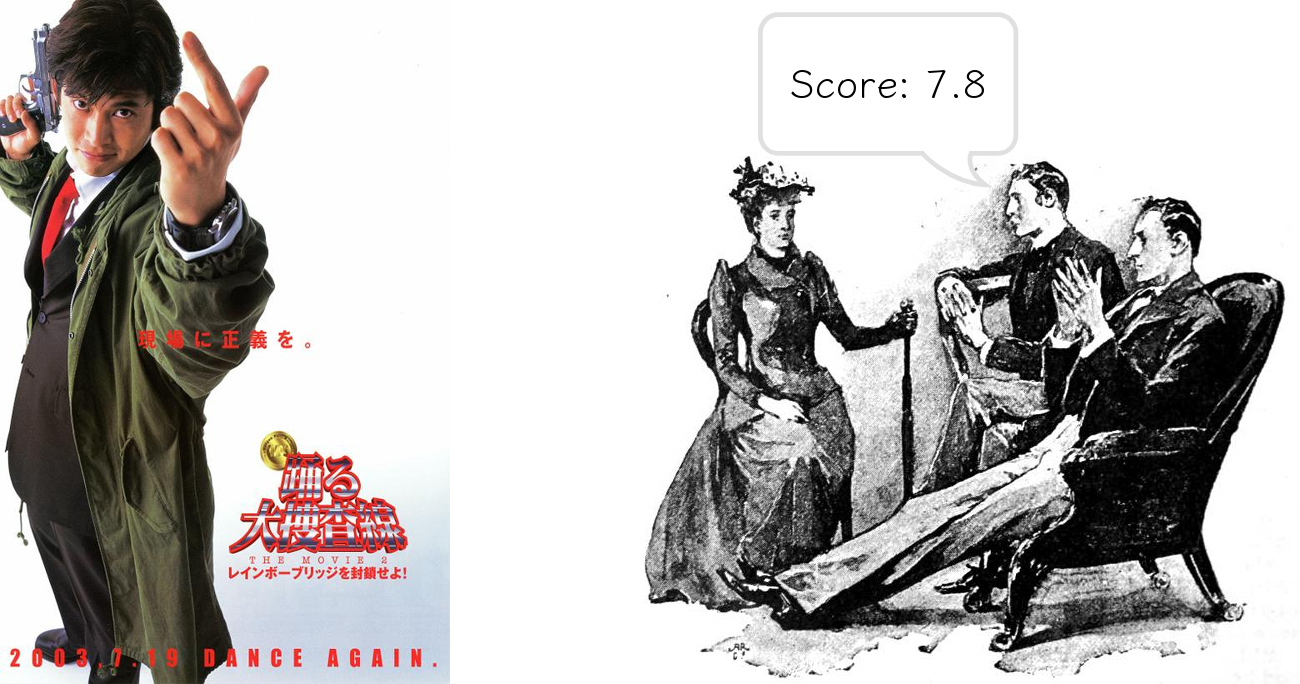 Score: 7.8
現場に正義を。
踊る
大捜査線
THE MOVIE 2
レインボーブリッジを封鎖せよ!
2003.7.19 DANCE AGAIN.